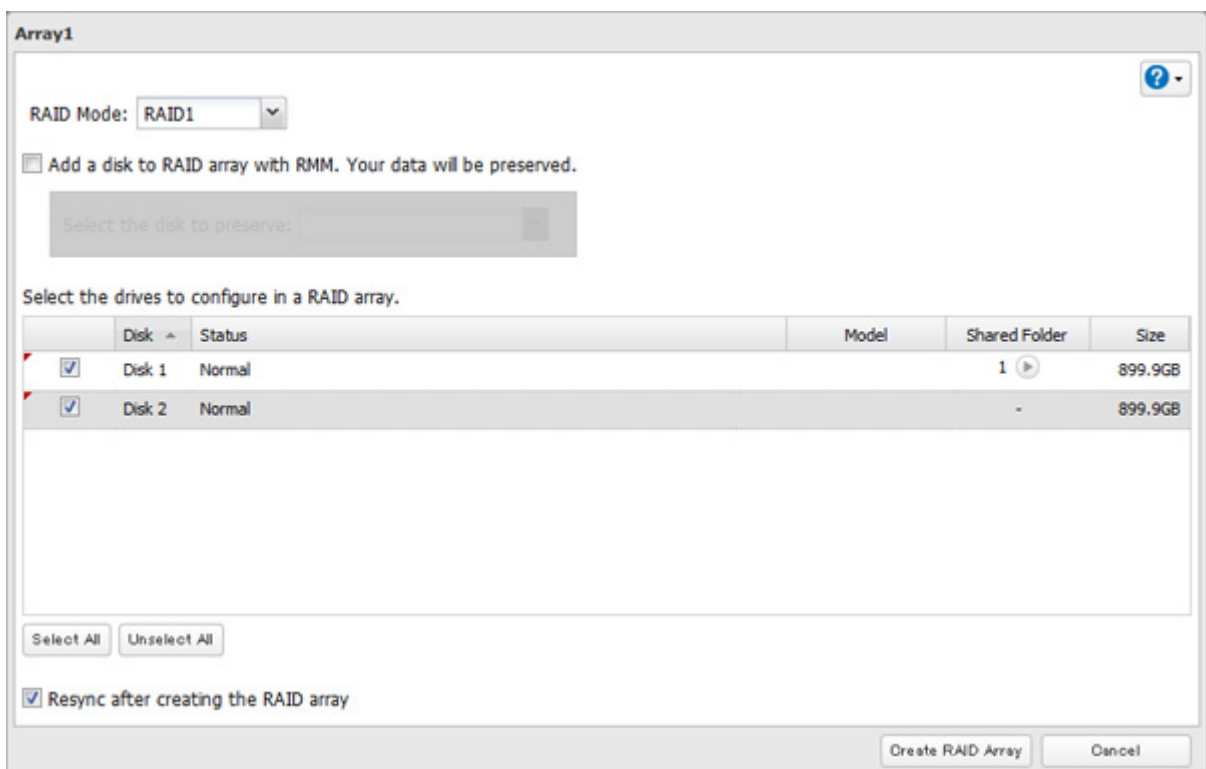 Array1
?
RAID Mode: RAID1
Add a disk to RAID array with RMM. Your data will be preserved.
Select the disk to preserve:
Select the drives to configure in a RAID array.
Disk Status Model Shared Folder Size
Disk 1 Normal 1 899.9GB
Disk 2 Normal - 899.9GB
Select All Unselect All
Resync after creating the RAID array
Create RAID Array Cancel